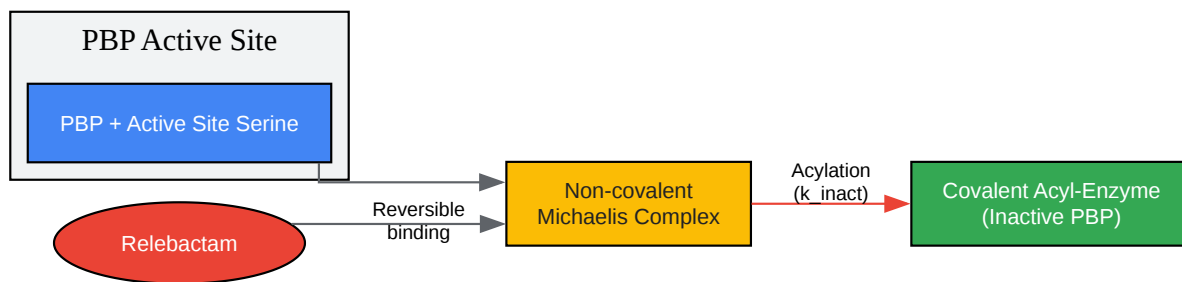 PBP Active Site
PBP + Active Site Serine
Relebactam
Reversible
binding
Non-covalent
Michaelis Complex
Acylation
(k_inact)
Covalent Acyl-Enzyme
(Inactive PBP)